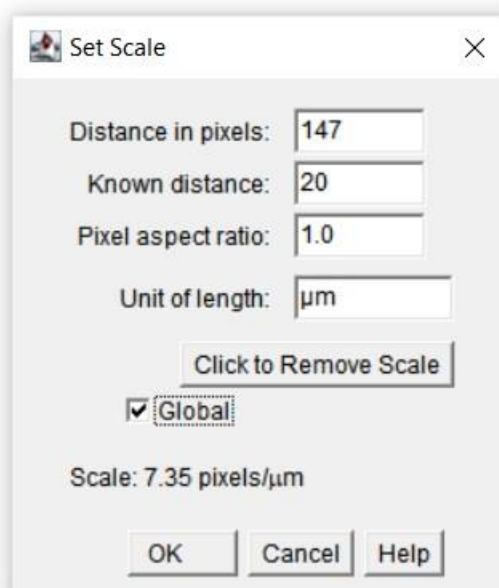 Set Scale
Distance in pixels: 147
Known distance: 20
Pixel aspect ratio: 1.0
Unit of length: µm
Click to Remove Scale
Global
Scale: 7.35 pixels/µm
OK Cancel Help